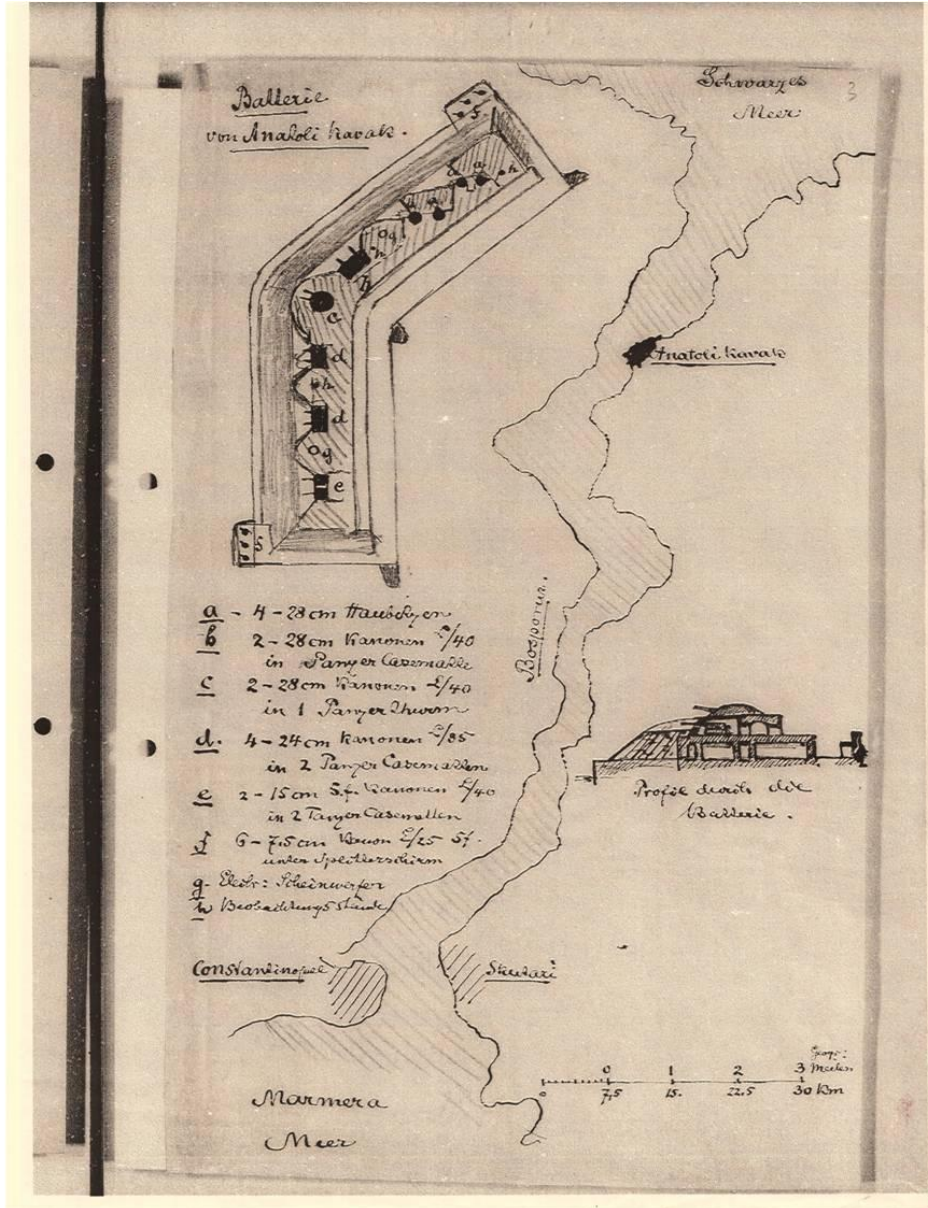 Batterie
von Anatoli Kavak.
Schwarzes
Meer
3
Anatoli Kavak
a - 4 - 28 cm Haubitzen
b 2 - 28 cm Kanonen L/40
in Panzer Casematte
c 2 - 28 cm Kanonen L/40
in 1 Panzer Thurm
d. 4 - 24 cm Kanonen L/35
in 2 Panzer Casematten
e 2 - 15 cm S.f. Kanonen L/40
in 2 Panzer Casematten
f 6 - 7,5 cm L/25 Sf.
unter Splitterschirm
g. Electr: Scheinwerfer
h Beobachtungs Stände
Bosporus.
Profil durch die
Batterie.
Constantinopel
Skutari
Geogr:
0 1 2 3 Meilen
0 7,5 15. 22,5 30 Km
Marmera
Meer